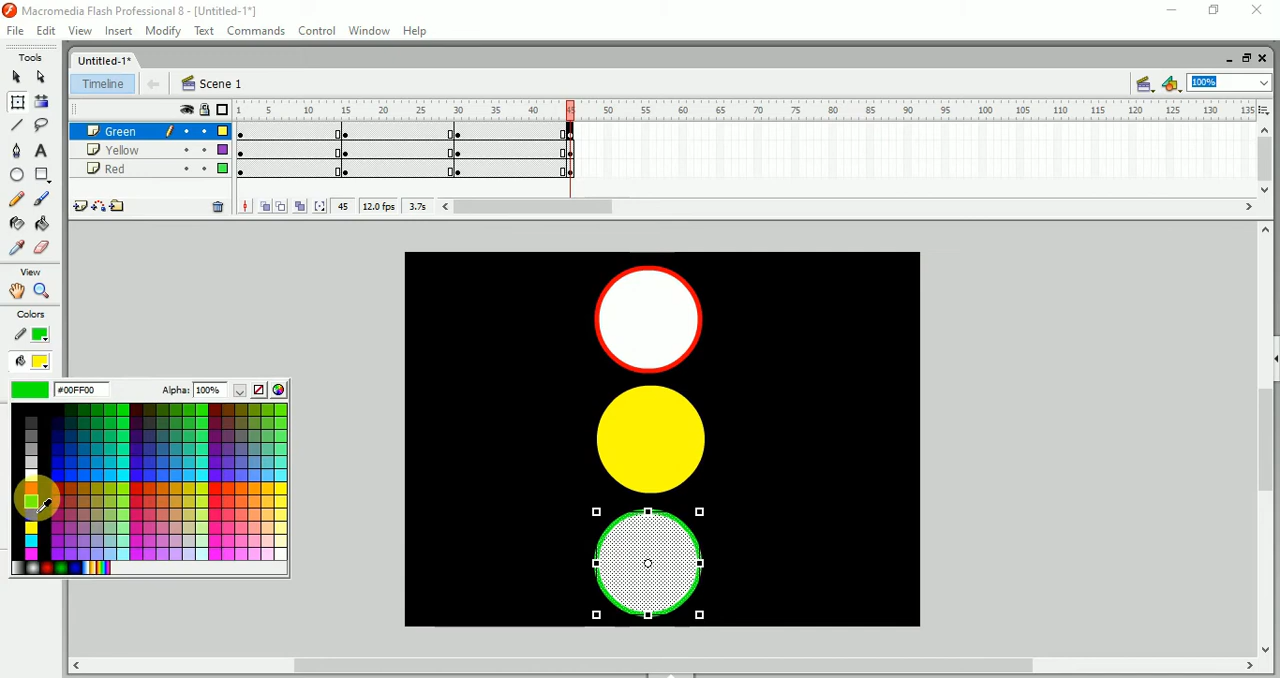 Macromedia Flash Professional 8 - [Untitled-1*]
File Edit View Insert Modify Text Commands Control Window Help
Tools
Untitled-1*
Timeline
Scene 1
100%
1 5 10 15 20 25 30 35 40 45 50 55 60 65 70 75 80 85 90 95 100 105 110 115 120 125 130 135
Green
Yellow
Red
45 12.0 fps 3.7s
View
Colors
#00FF00 Alpha: 100%